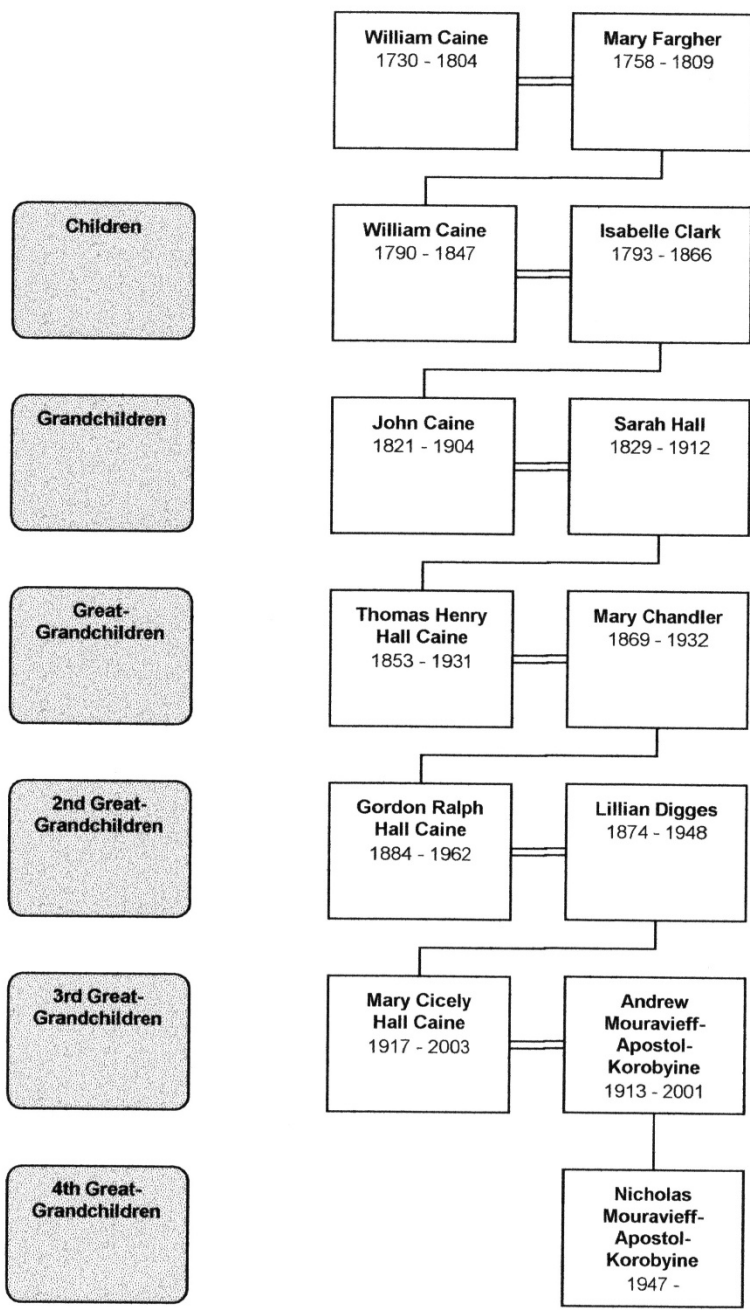 William Caine
1730 - 1804
Mary Fargher
1758 - 1809
Children
William Caine
1790 - 1847
Isabelle Clark
1793 - 1866
Grandchildren
John Caine
1821 - 1904
Sarah Hall
1829 - 1912
Great-
Grandchildren
Thomas Henry
Hall Caine
1853 - 1931
Mary Chandler
1869 - 1932
2nd Great-
Grandchildren
Gordon Ralph
Hall Caine
1884 - 1962
Lillian Digges
1874 - 1948
3rd Great-
Grandchildren
Mary Cicely
Hall Caine
1917 - 2003
Andrew
Mouravieff-
Apostol-
Korobyine
1913 - 2001
4th Great-
Grandchildren
Nicholas
Mouravieff-
Apostol-
Korobyine
1947 -